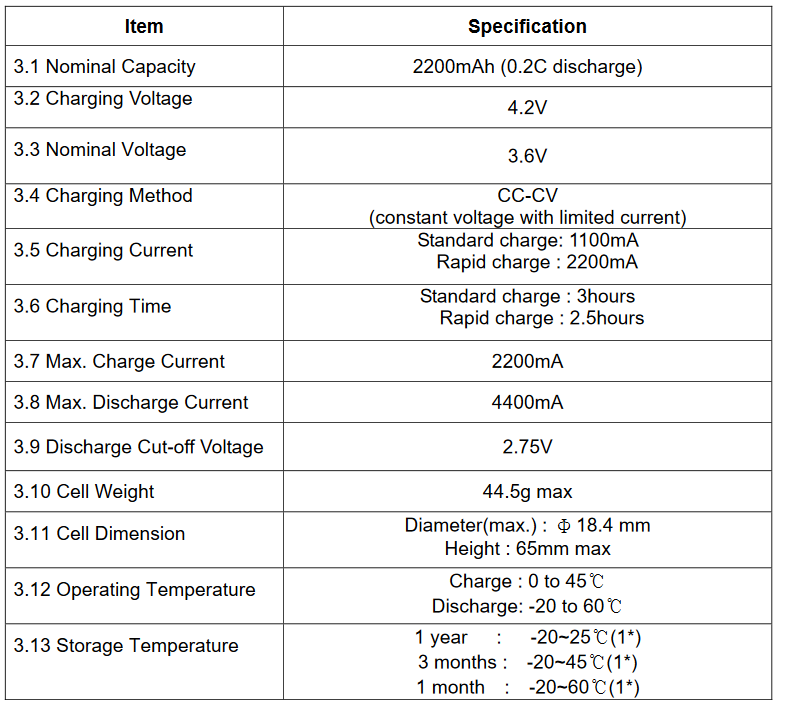 Item Specification
3.1 Nominal Capacity 2200mAh (0.2C discharge)
3.2 Charging Voltage 4.2V
3.3 Nominal Voltage 3.6V
3.4 Charging Method CC-CV
(constant voltage with limited current)
3.5 Charging Current Standard charge: 1100mA
Rapid charge : 2200mA
3.6 Charging Time Standard charge : 3hours
Rapid charge : 2.5hours
3.7 Max. Charge Current 2200mA
3.8 Max. Discharge Current 4400mA
3.9 Discharge Cut-off Voltage 2.75V
3.10 Cell Weight 44.5g max
3.11 Cell Dimension Diameter(max.) : Φ 18.4 mm
Height : 65mm max
3.12 Operating Temperature Charge : 0 to 45℃
Discharge: -20 to 60℃
3.13 Storage Temperature 1 year : -20~25℃(1*)
3 months : -20~45℃(1*)
1 month : -20~60℃(1*)